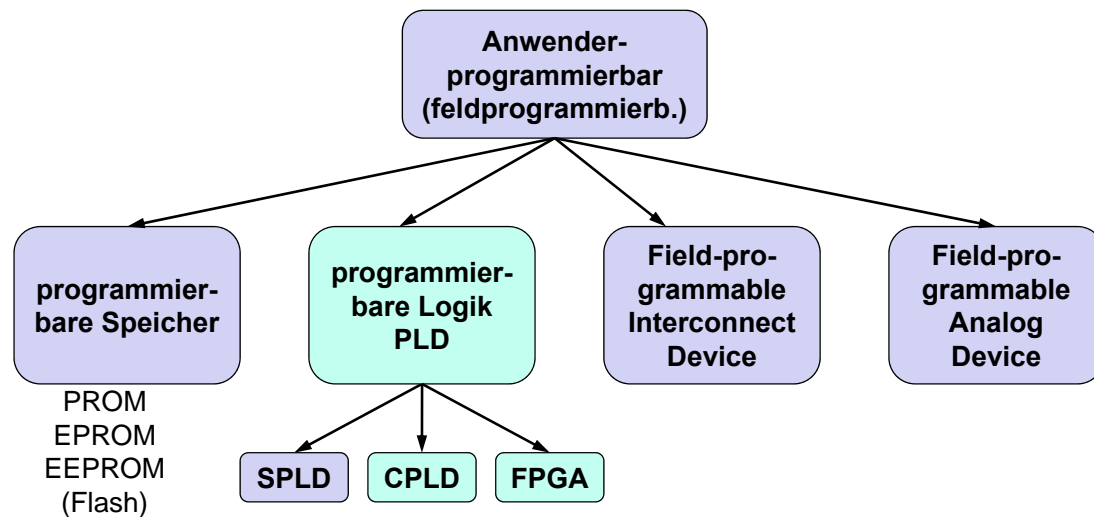 Anwender-
programmierbar
(feldprogrammierb.)
programmier-
bare Speicher
programmier-
bare Logik
PLD
Field-pro-
grammable
Interconnect
Device
Field-pro-
grammable
Analog
Device
PROM
EPROM
EEPROM
(Flash)
SPLD
CPLD
FPGA